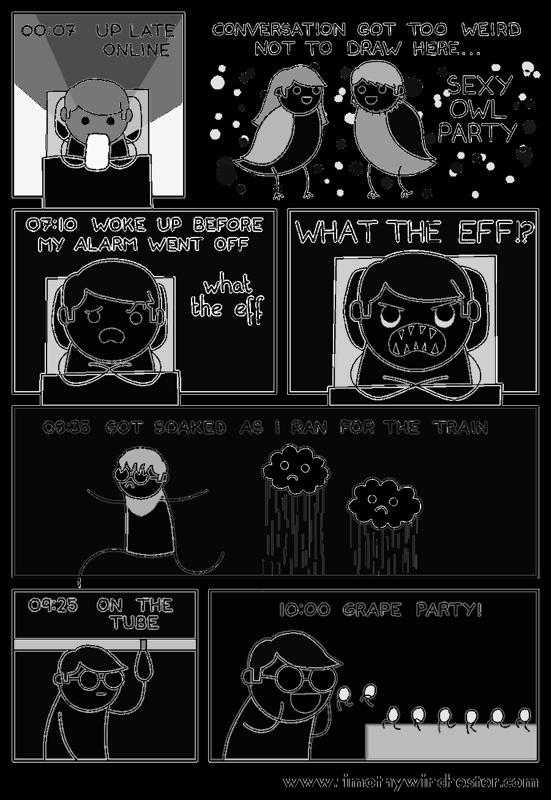 00:07 UP LATE
ONLINE
CONVERSATION GOT TOO WEIRD
NOT TO DRAW HERE...
SEXY
OWL
PARTY
07:10 WOKE UP BEFORE
MY ALARM WENT OFF
what
the eff
WHAT THE EFF!?
08:35 GOT SOAKED AS I RAN FOR THE TRAIN
09:25 ON THE
TUBE
10:00 GRAPE PARTY!
www.timothywinchester.com